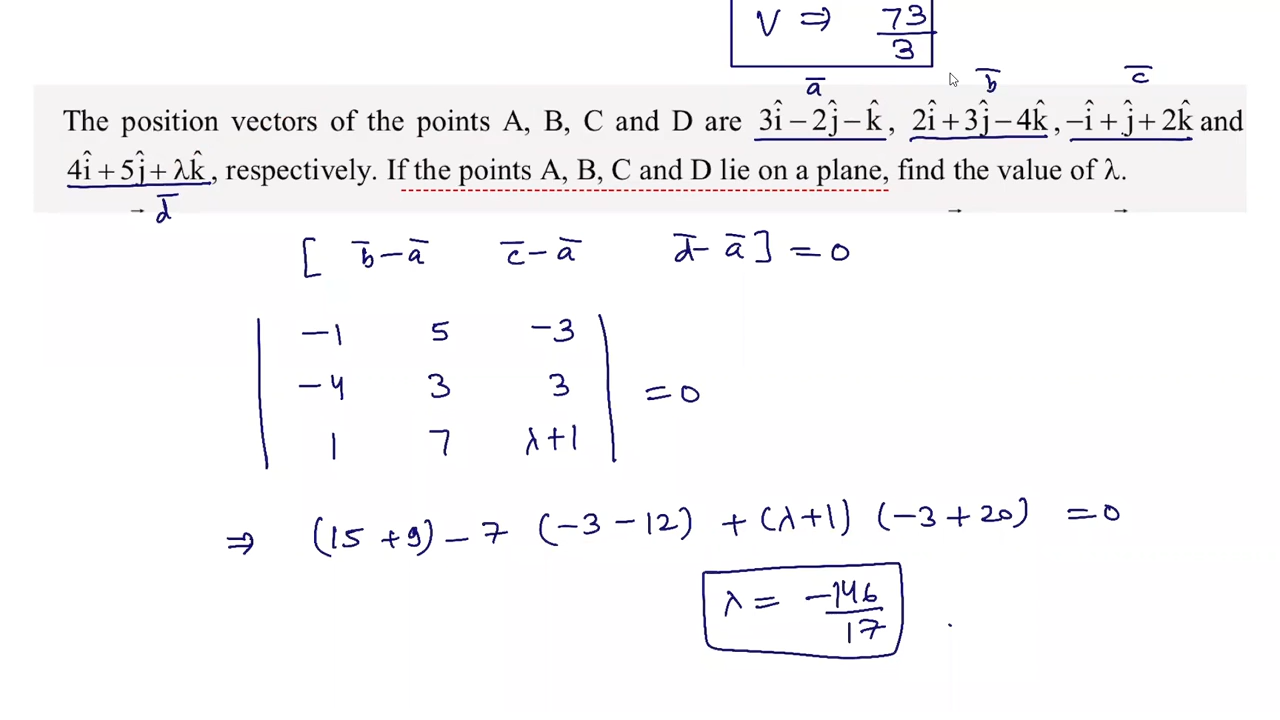 V ⇒ 73/3
a̅ b̅ c̅
The position vectors of the points A, B, C and D are 3î − 2ĵ − k̂, 2î + 3ĵ − 4k̂, −î + ĵ + 2k̂ and
4î + 5ĵ + λk̂, respectively. If the points A, B, C and D lie on a plane, find the value of λ.
d̅
[ b̅ − a̅ c̅ − a̅ d̅ − a̅ ] = 0
| −1 5 −3 |
| −4 3 3 | = 0
| 1 7 λ+1 |
⇒ (15 + 9) − 7 (−3 − 12) + (λ+1) (−3 + 20) = 0
λ = −146/17